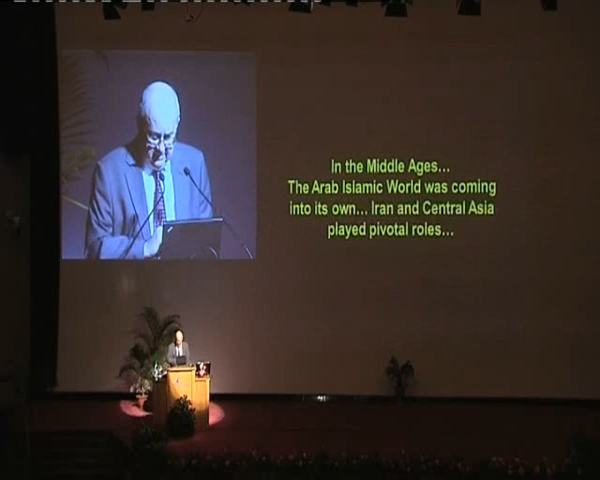 In the Middle Ages...
The Arab Islamic World was coming
into its own... Iran and Central Asia
played pivotal roles...